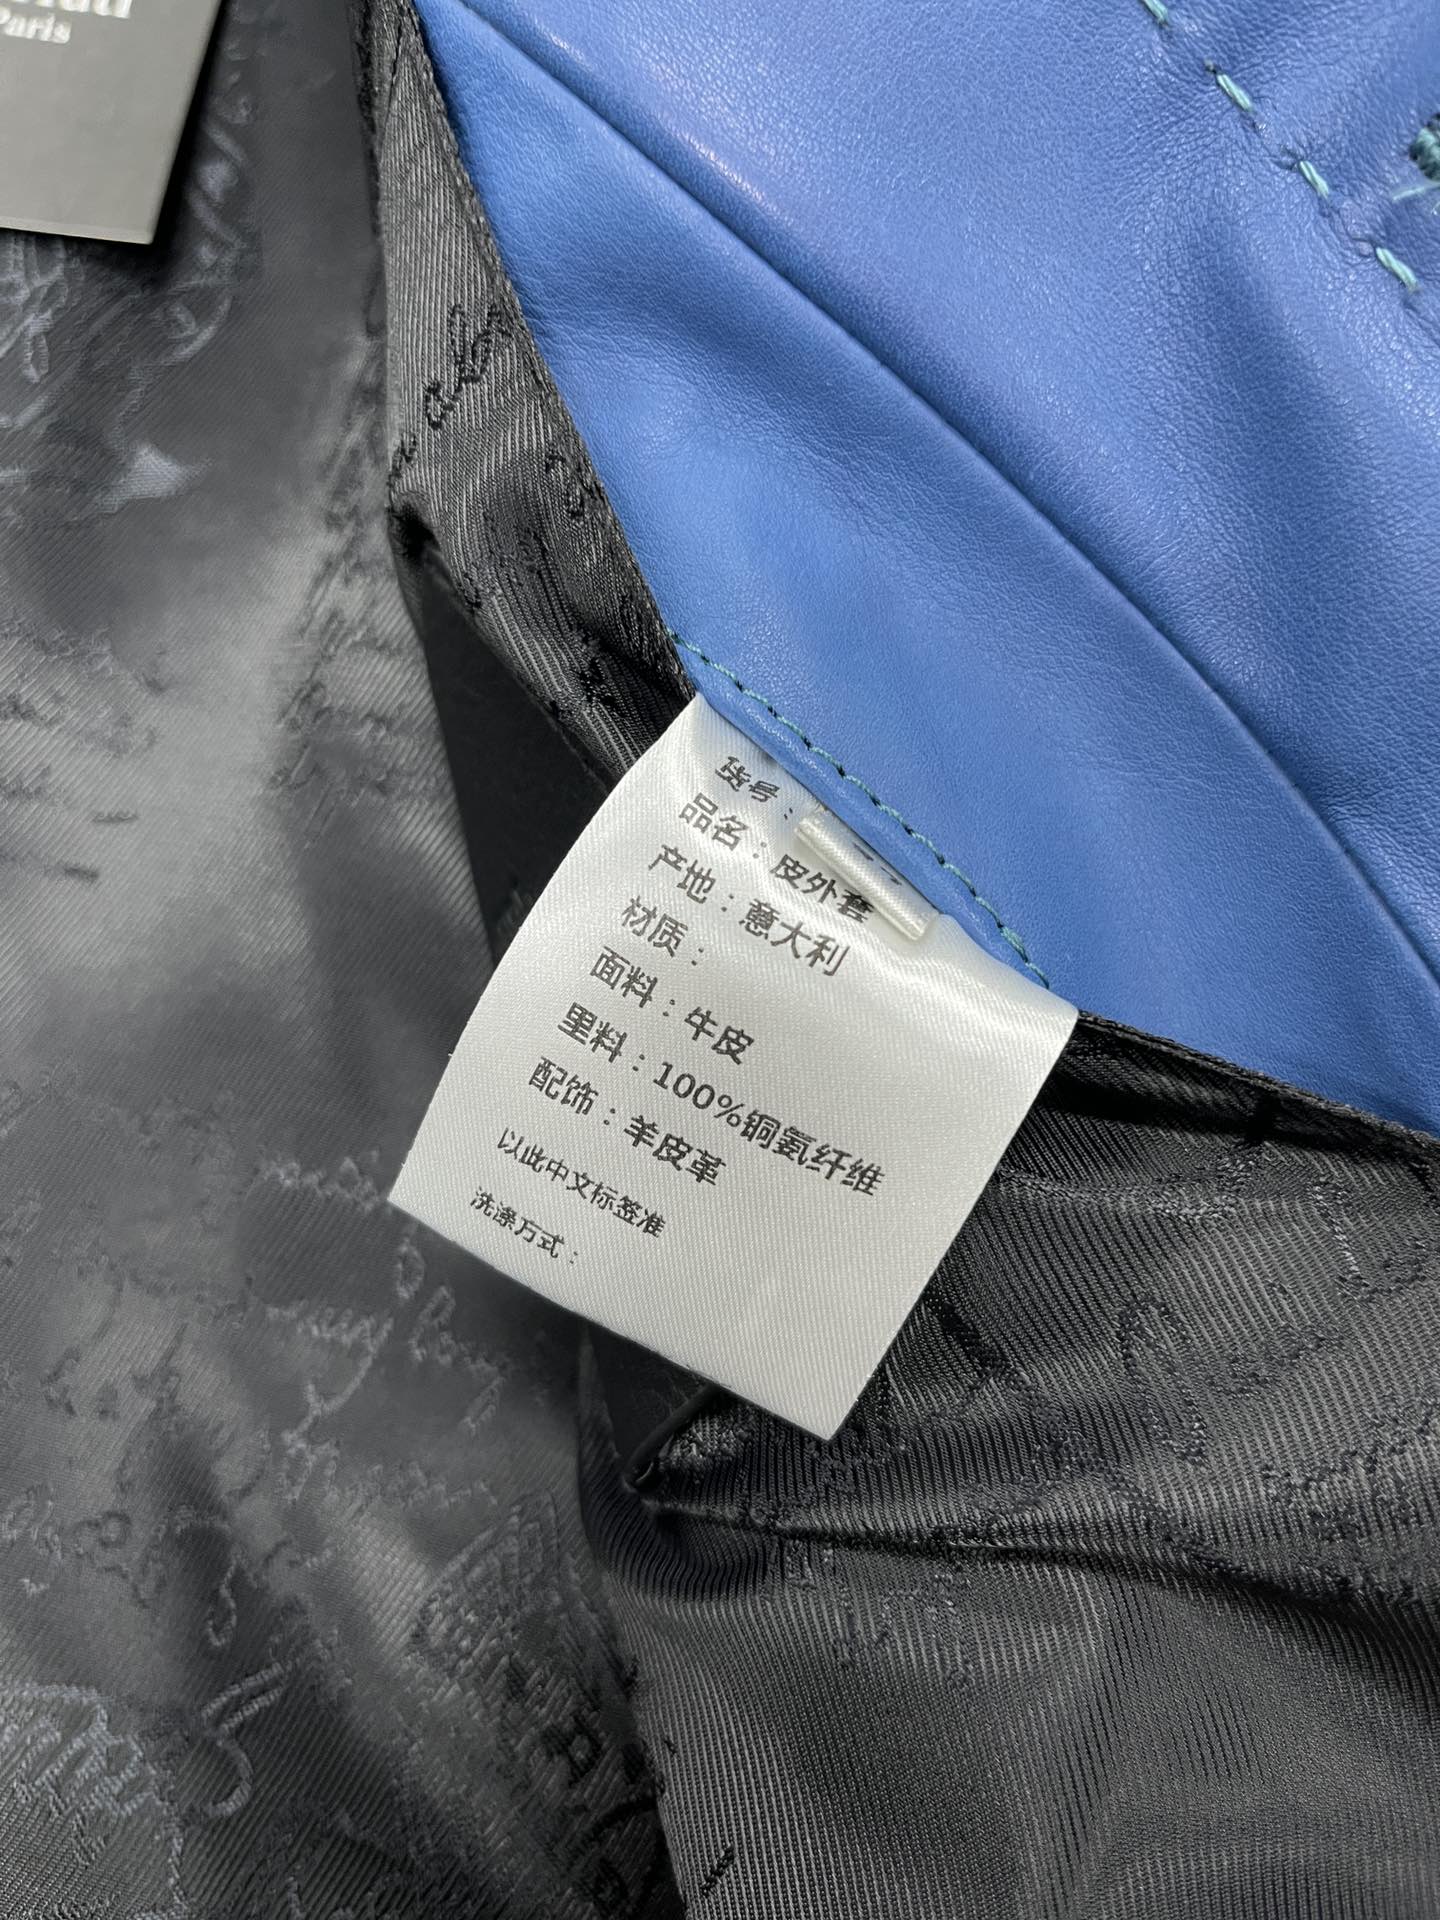 Paris
货号：
品名：皮外套
产地：意大利
材质：
面料：牛皮
里料：100%铜氨纤维
配饰：羊皮革
以此中文标签准
洗涤方式：